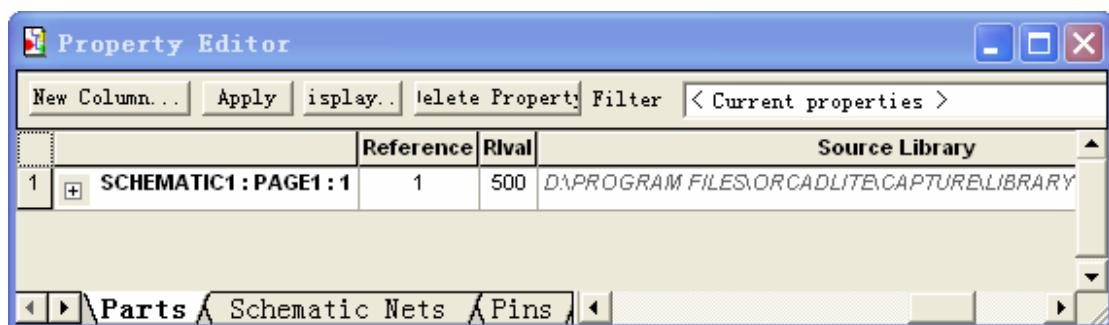 Property Editor
New Column... Apply isplay.. elete Property Filter < Current properties >
Reference Rlval Source Library
1 SCHEMATIC1 : PAGE1 : 1 1 500 D:\PROGRAM FILES\ORCADLITE\CAPTURE\LIBRARY
Parts Schematic Nets Pins